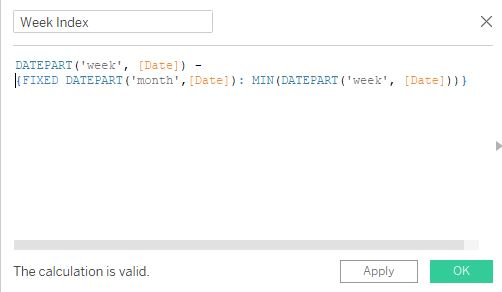 Week Index
DATEPART('week', [Date]) -
{FIXED DATEPART('month',[Date]): MIN(DATEPART('week', [Date]))}
The calculation is valid.
Apply
OK